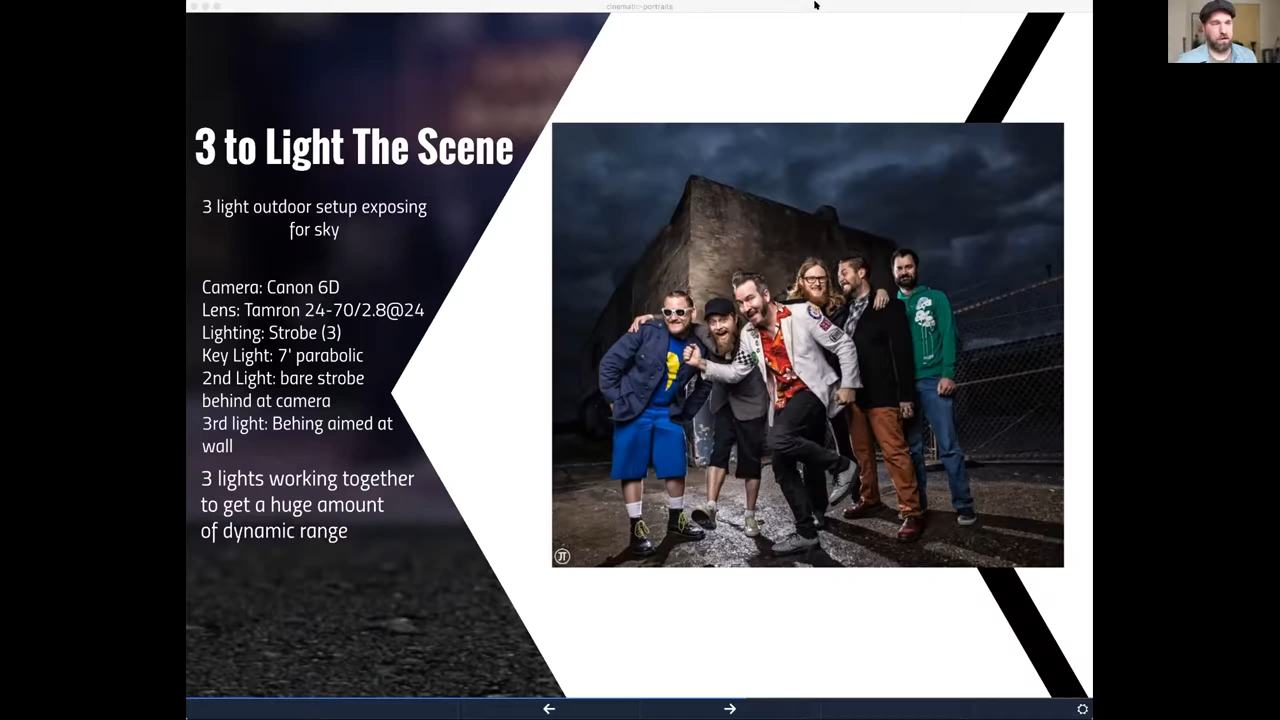 cinematic-portraits
3 to Light The Scene
3 light outdoor setup exposing
for sky
Camera: Canon 6D
Lens: Tamron 24-70/2.8@24
Lighting: Strobe (3)
Key Light: 7' parabolic
2nd Light: bare strobe
behind at camera
3rd light: Behing aimed at
wall
3 lights working together
to get a huge amount
of dynamic range